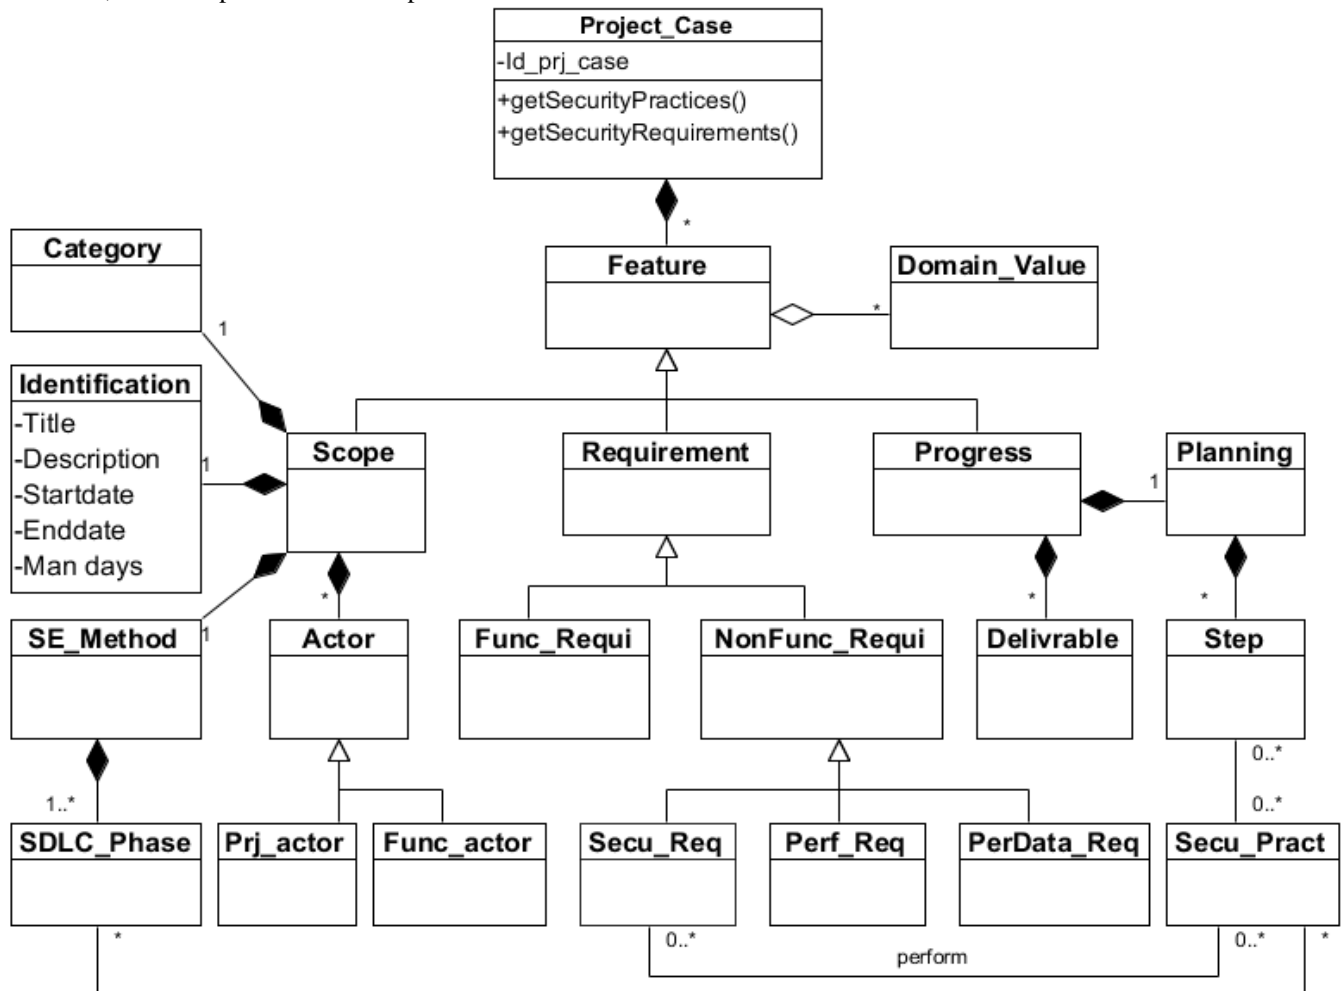 Project_Case
-Id_prj_case
+getSecurityPractices()
+getSecurityRequirements()
*
Category
Feature
Domain_Value
*
1
Identification
-Title
-Description
-Startdate
-Enddate
-Man days
1
Scope
Requirement
Progress
Planning
1
*
*
*
SE_Method
1
Actor
Func_Requi
NonFunc_Requi
Delivrable
Step
0..*
1..*
0..*
SDLC_Phase
Prj_actor
Func_actor
Secu_Req
Perf_Req
PerData_Req
Secu_Pract
*
0..*
perform
0..*
*